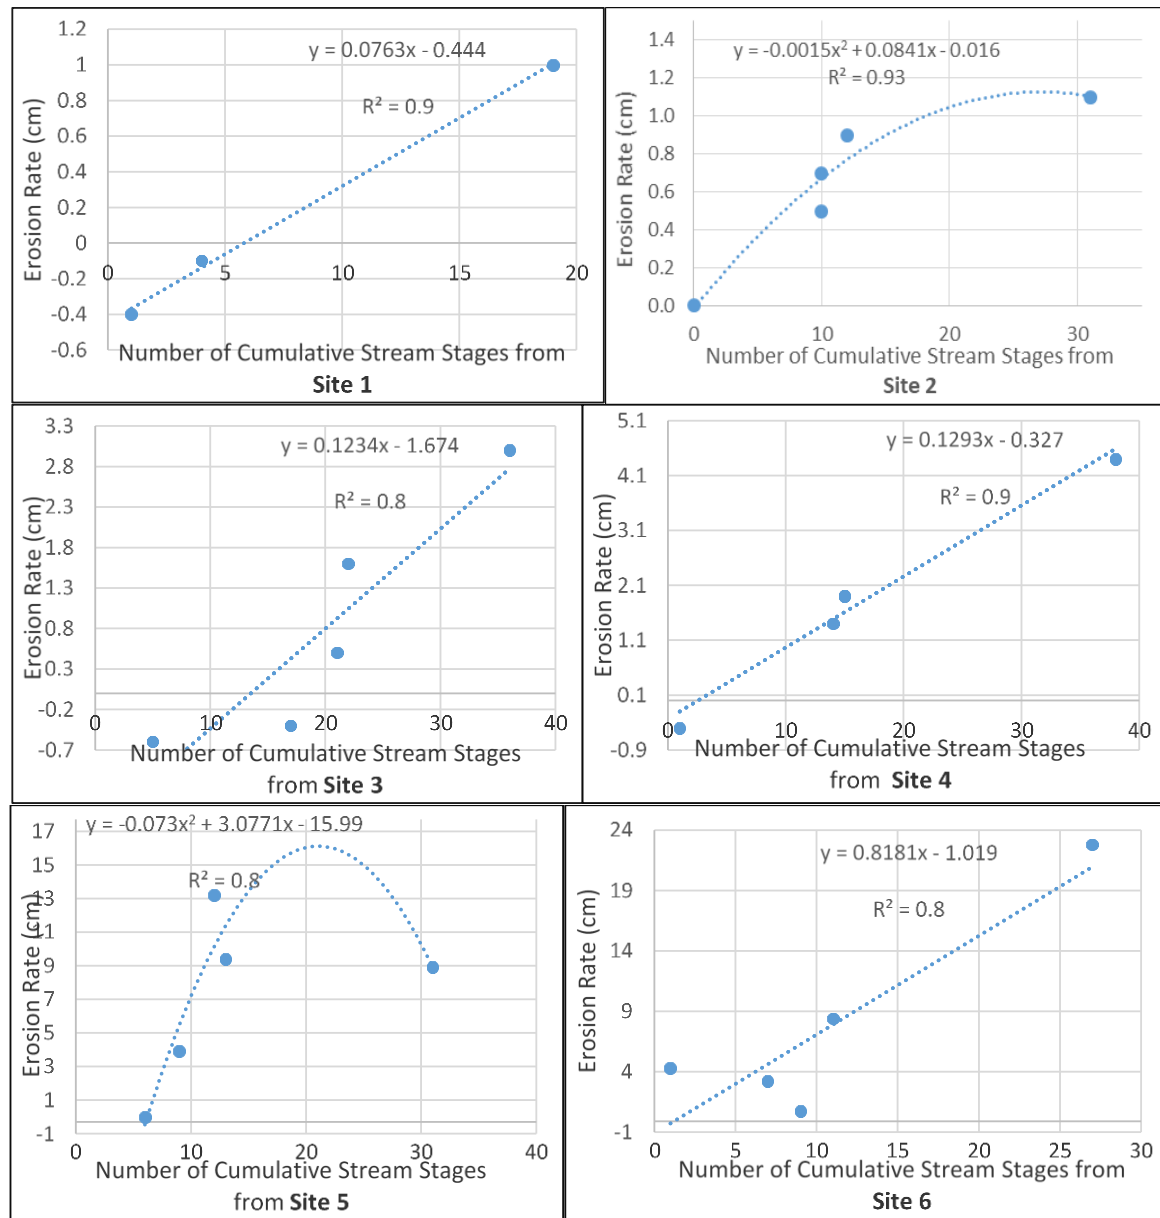 1.2
1
0.8
0.6
0.4
0.2
0
-0.2
-0.4
-0.6
0
5
10
15
20
y = 0.0763x - 0.444
R² = 0.9
Erosion Rate (cm)
Number of Cumulative Stream Stages from
Site 1
1.4
1.2
1.0
0.8
0.6
0.4
0.2
0.0
0
10
20
30
y = -0.0015x² + 0.0841x - 0.016
R² = 0.93
Erosion Rate (cm)
Number of Cumulative Stream Stages from
Site 2
3.3
2.8
2.3
1.8
1.3
0.8
0.3
-0.2
-0.7
0
10
20
30
40
y = 0.1234x - 1.674
R² = 0.8
Erosion Rate (cm)
Number of Cumulative Stream Stages
from Site 3
5.1
4.1
3.1
2.1
1.1
0.1
-0.9
0
10
20
30
40
y = 0.1293x - 0.327
R² = 0.9
Erosion Rate (cm)
Number of Cumulative Stream Stages
from Site 4
17
15
13
11
9
7
5
3
1
-1
0
10
20
30
40
y = -0.073x² + 3.0771x - 15.99
R² = 0.8
Erosion Rate (cm)
Number of Cumulative Stream Stages
from Site 5
24
19
14
9
4
-1
0
5
10
15
20
25
30
y = 0.8181x - 1.019
R² = 0.8
Erosion Rate (cm)
Number of Cumulative Stream Stages from
Site 6